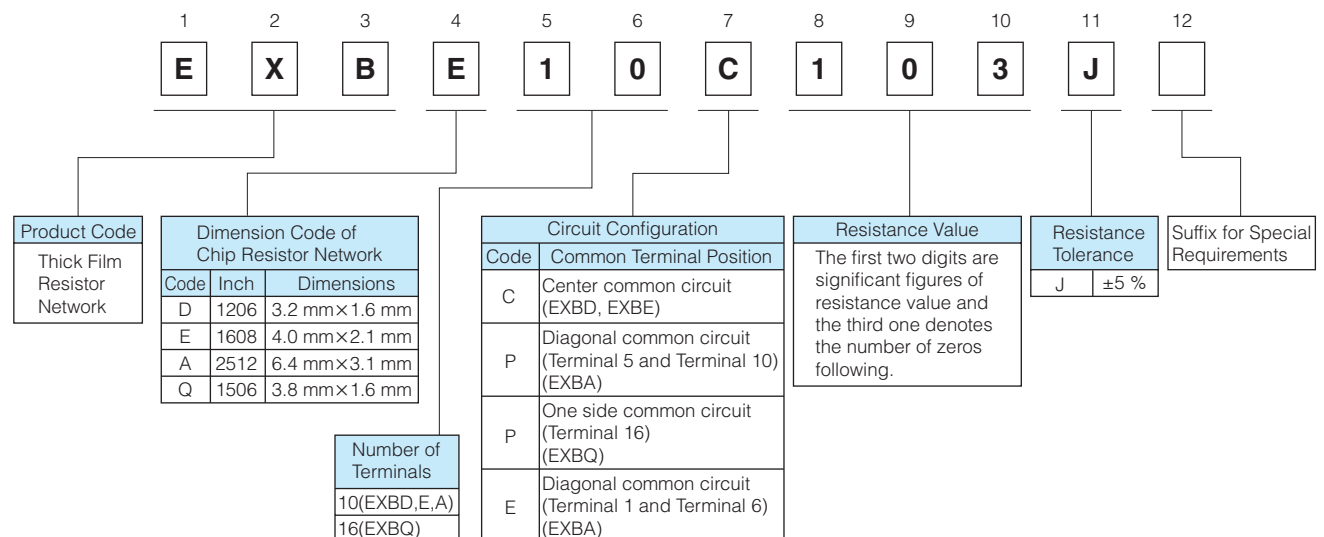 1 2 3 4 5 6 7 8 9 10 11 12
E X B E 1 0 C 1 0 3 J
Product Code
Thick Film
Resistor
Network
Dimension Code of
Chip Resistor Network
Code Inch Dimensions
D 1206 3.2 mm×1.6 mm
E 1608 4.0 mm×2.1 mm
A 2512 6.4 mm×3.1 mm
Q 1506 3.8 mm×1.6 mm
Number of
Terminals
10(EXBD,E,A)
16(EXBQ)
Circuit Configuration
Code Common Terminal Position
C
Center common circuit
(EXBD, EXBE)
P
Diagonal common circuit
(Terminal 5 and Terminal 10)
(EXBA)
P
One side common circuit
(Terminal 16)
(EXBQ)
E
Diagonal common circuit
(Terminal 1 and Terminal 6)
(EXBA)
Resistance Value
The first two digits are
significant figures of
resistance value and
the third one denotes
the number of zeros
following.
Resistance
Tolerance
J ±5 %
Suffix for Special
Requirements